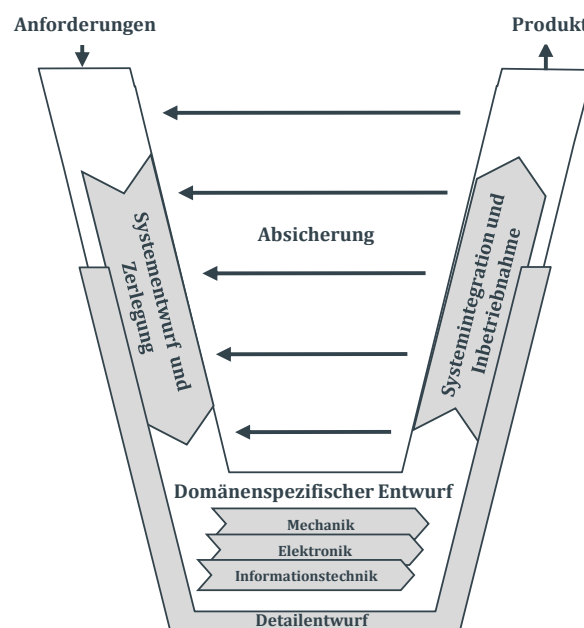 Anforderungen
Produkt
Systementwurf und
Zerlegung
Absicherung
Systemintegration und
Inbetriebnahme
Domänenspezifischer Entwurf
Mechanik
Elektronik
Informationstechnik
Detailentwurf